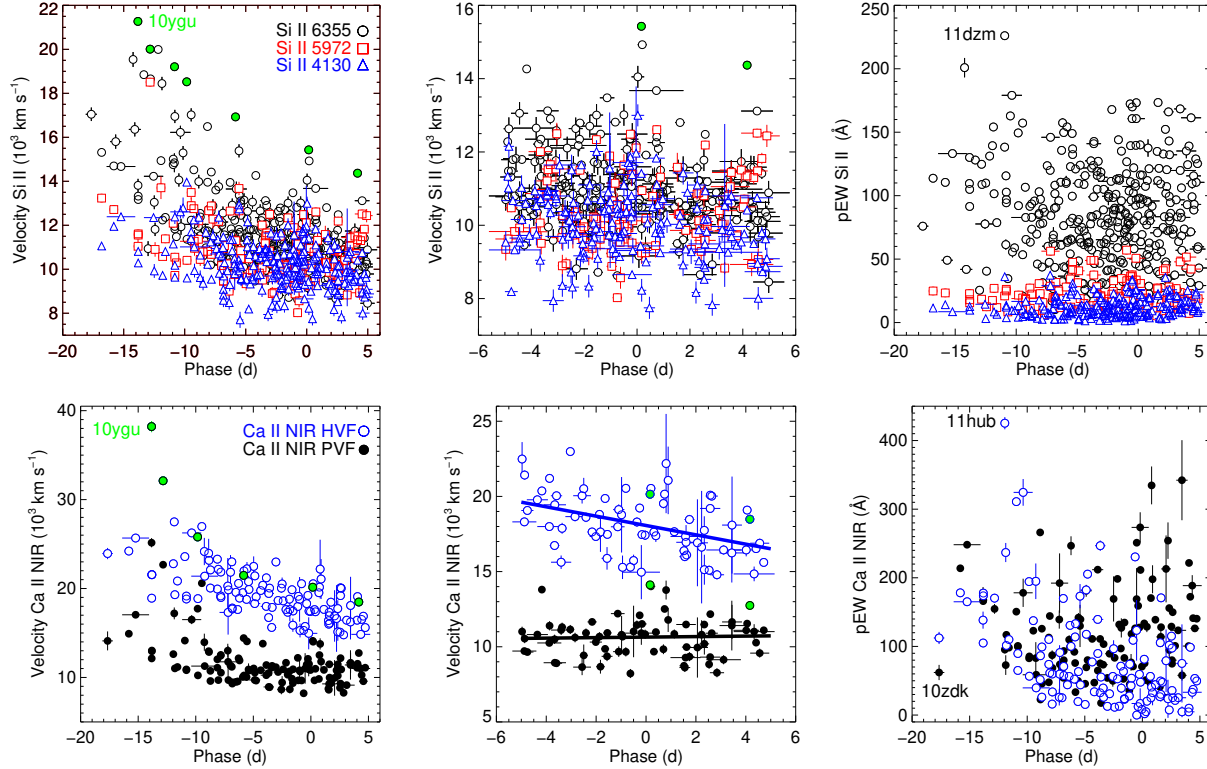 10ygu
Si II 6355
Si II 5972
Si II 4130
Velocity Si II (10³ km s⁻¹)
22
20
18
16
14
12
10
8
−20 −15 −10 −5 0 5
Phase (d)
Velocity Si II (10³ km s⁻¹)
16
14
12
10
8
−6 −4 −2 0 2 4 6
Phase (d)
11dzm
pEW Si II (Å)
250
200
150
100
50
0
−20 −15 −10 −5 0 5
Phase (d)
10ygu
Ca II NIR HVF
Ca II NIR PVF
Velocity Ca II NIR (10³ km s⁻¹)
40
30
20
10
−20 −15 −10 −5 0 5
Phase (d)
Velocity Ca II NIR (10³ km s⁻¹)
25
20
15
10
5
−6 −4 −2 0 2 4 6
Phase (d)
11hub
10zdk
pEW Ca II NIR (Å)
400
300
200
100
0
−20 −15 −10 −5 0 5
Phase (d)